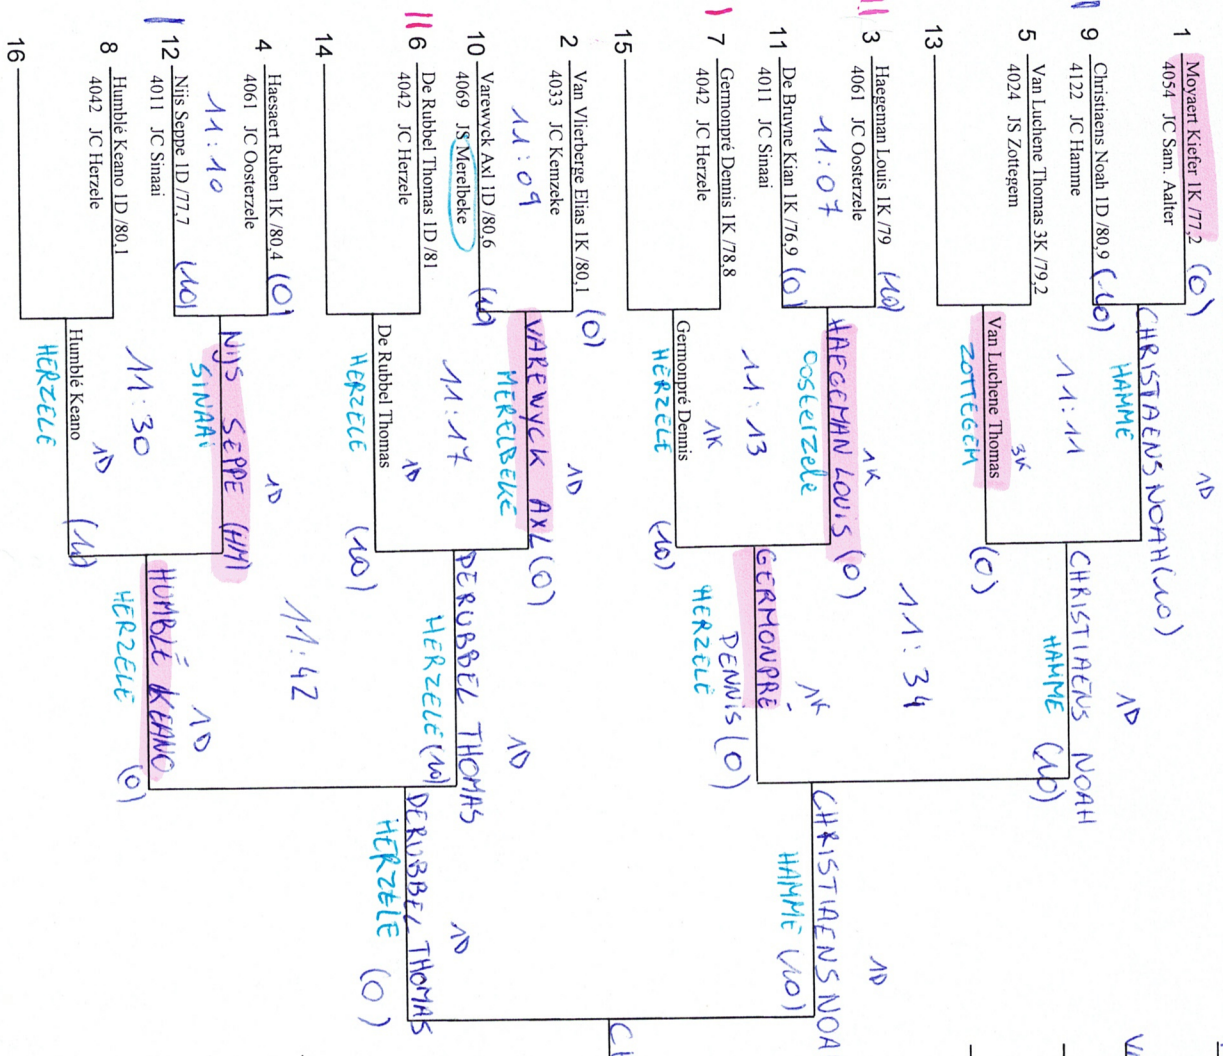 1 Moyaert Kiefer 1K /77,2 (0)
4054 JC Sam. Aalter
9 Christiaens Noah 1D /80,9 (10)
4122 JC Hamme
5 Van Luchene Thomas 3K /79,2
4024 JS Zottegem
13
3 Haegeman Louis 1K /79 (10)
4061 JC Oosterzele
11:07
11 De Bruyne Kian 1K /76,9 (0)
4011 JC Sinaai
7 Germonpré Dennis 1K /78,8
4042 JC Herzele
15
2 Van Vlierberge Elias 1K /80,1 (0)
4033 JC Kemzeke
11:09
10 Varewyck Axl 1D /80,6 (10)
4069 JS Merelbeke
6 De Rubbel Thomas 1D /81
4042 JC Herzele
14
4 Haesaert Ruben 1K /80,4 (0)
4061 JC Oosterzele
11:10
12 Nijs Seppe 1D /77,7 (10)
4011 JC Sinaai
8 Humblé Keano 1D /80,1
4042 JC Herzele
16
1D
CHRISTIAENS NOAH (10)
HAMME
11:11
3K
Van Luchene Thomas (0)
ZOTTEGEM
1K
HAEGEMAN LOUIS (0)
Oosterzele
11:13
1K
Germonpré Dennis (10)
HERZELE
1D
VAREWYCK AXL (0)
MERELBEKE
11:17
1D
De Rubbel Thomas (10)
HERZELE
1D
NIJS SEPPE (HM)
SINAAI
11:30
1D
Humblé Keano (10)
HERZELE
1D
CHRISTIAENS NOAH
HAMME (10)
11:34
1K
GERMONPRÉ
DENNIS (0)
HERZELE
1D
DERUBBEL THOMAS
HERZELE (10)
11:42
1D
HUMBLÉ KEANO (0)
HERZELE
1D
CHRISTIAENS NOA
HAMME (10)
1D
DERUBBEL THOMAS
HERZELE (0)